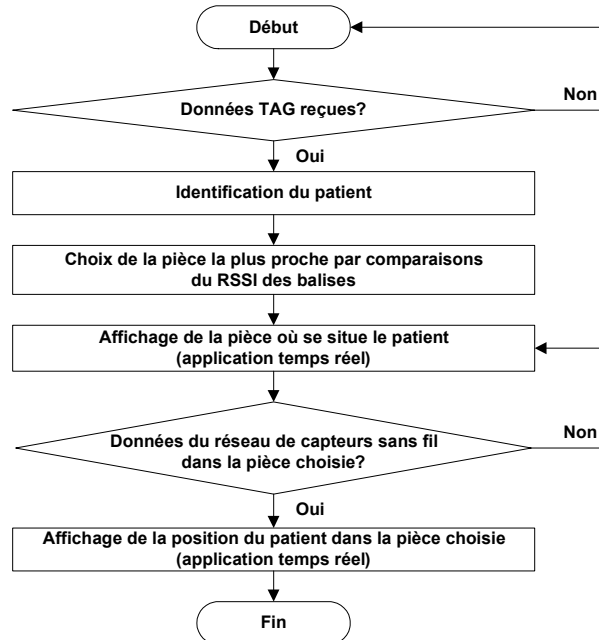 Début
Données TAG reçues?
Non
Oui
Identification du patient
Choix de la pièce la plus proche par comparaisons
du RSSI des balises
Affichage de la pièce où se situe le patient
(application temps réel)
Données du réseau de capteurs sans fil
dans la pièce choisie?
Non
Oui
Affichage de la position du patient dans la pièce choisie
(application temps réel)
Fin